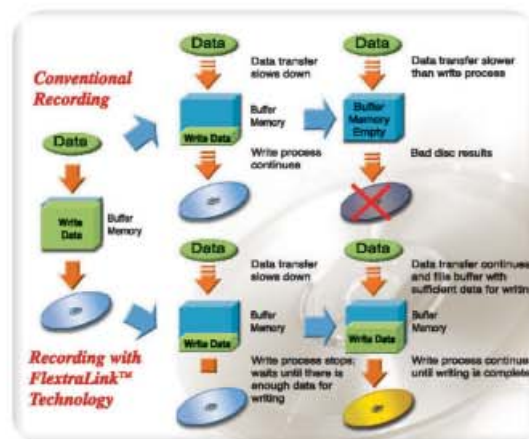 Conventional
Recording
Data
Write
Data
Buffer
Memory
Recording with
FlextraLink™
Technology
Data
Data transfer
slows down
Buffer
Memory
Write Data
Write process
continues
Data
Data transfer slower
than write process
Buffer
Memory
Empty
Bad disc results
Data
Data transfer
slows down
Buffer
Memory
Write Data
Write process stops;
waits until there is
enough data for
writing
Data
Data transfer continues
and fills buffer with
sufficient data for writin
Buffer
Memory
Write Data
Write process continue
until writing is complete